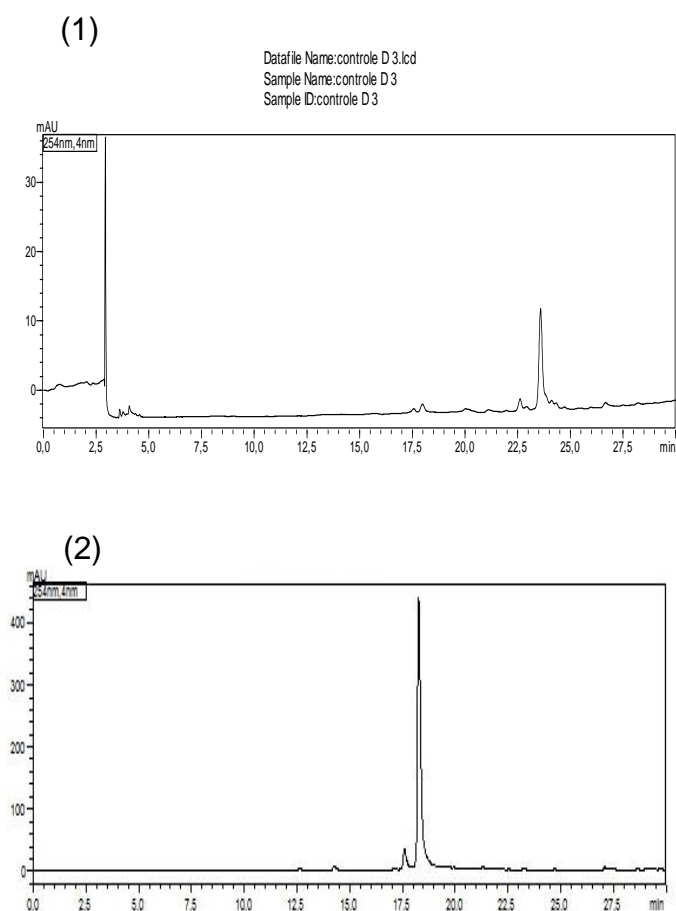 (1)
Datafile Name:controle D 3.lcd
Sample Name:controle D 3
Sample ID:controle D 3
mAU
254nm,4nm
30
20
10
0
0,0 2,5 5,0 7,5 10,0 12,5 15,0 17,5 20,0 22,5 25,0 27,5 min
(2)
mAU
254nm,4nm
400
300
200
100
0
0.0 2.5 5.0 7.5 10.0 12.5 15.0 17.5 20.0 22.5 25.0 27.5 min